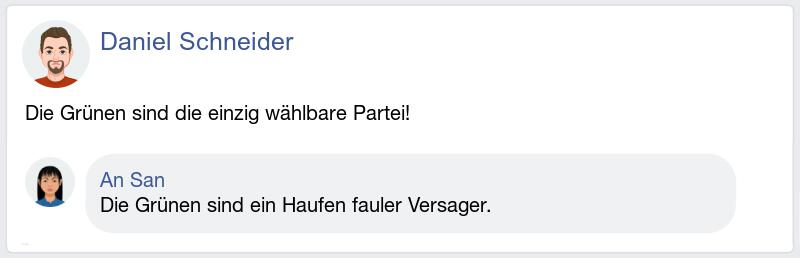 Daniel Schneider
Die Grünen sind die einzig wählbare Partei!
An San
Die Grünen sind ein Haufen fauler Versager.